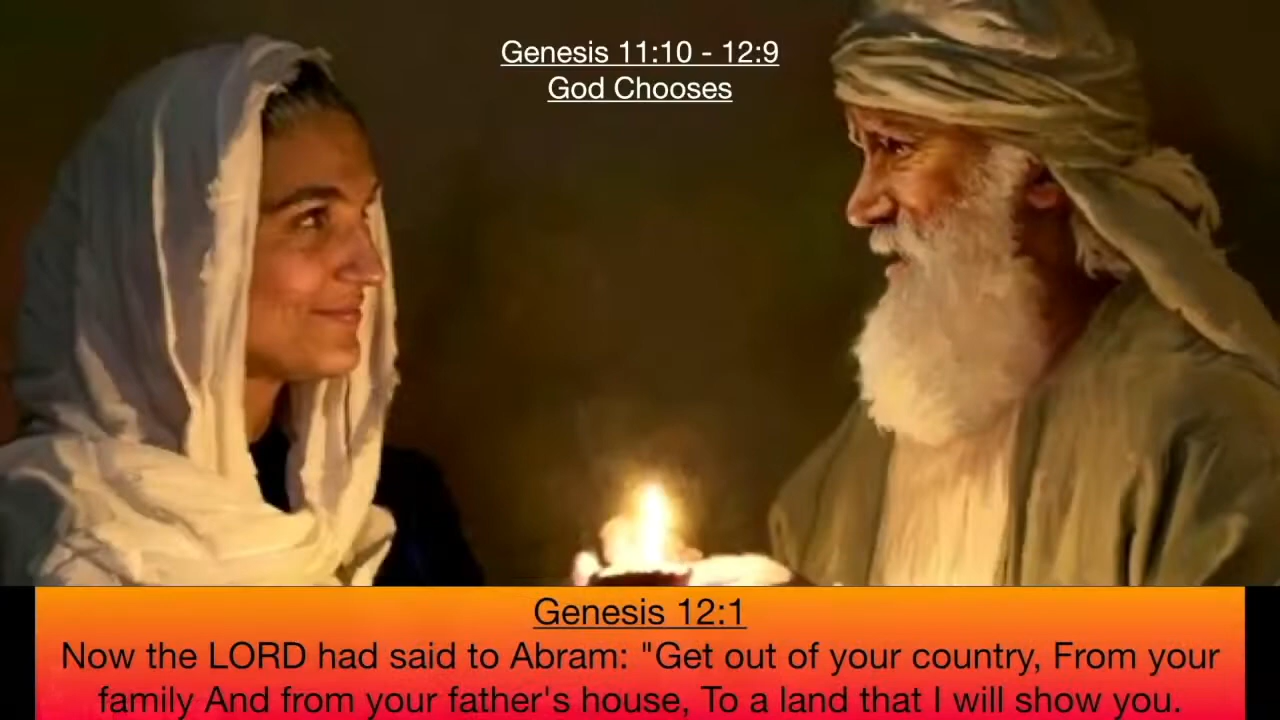 Genesis 11:10 - 12:9
God Chooses
Genesis 12:1
Now the LORD had said to Abram: "Get out of your country, From your
family And from your father's house, To a land that I will show you.